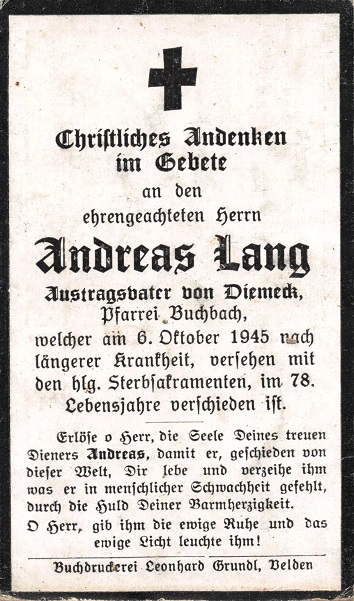 Christliches Andenken
im Gebete
an den
ehrengeachteten Herrn
Andreas Lang
Austragsvater von Diemeck,
Pfarrei Buchbach,
welcher am 6. Oktober 1945 nach
längerer Krankheit, versehen mit
den hlg. Sterbsakramenten, im 78.
Lebensjahre verschieden ist.
Erlöse o Herr, die Seele Deines treuen
Dieners Andreas, damit er, geschieden von
dieser Welt, Dir lebe und verzeihe ihm
was er in menschlicher Schwachheit gefehlt,
durch die Huld Deiner Barmherzigkeit.
O Herr, gib ihm die ewige Ruhe und das
ewige Licht leuchte ihm!
Buchdruckerei Leonhard Grundl, Velden